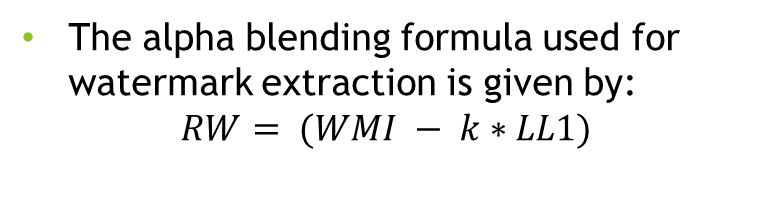 • The alpha blending formula used for
watermark extraction is given by:
RW = (WMI − k ∗ LL1)